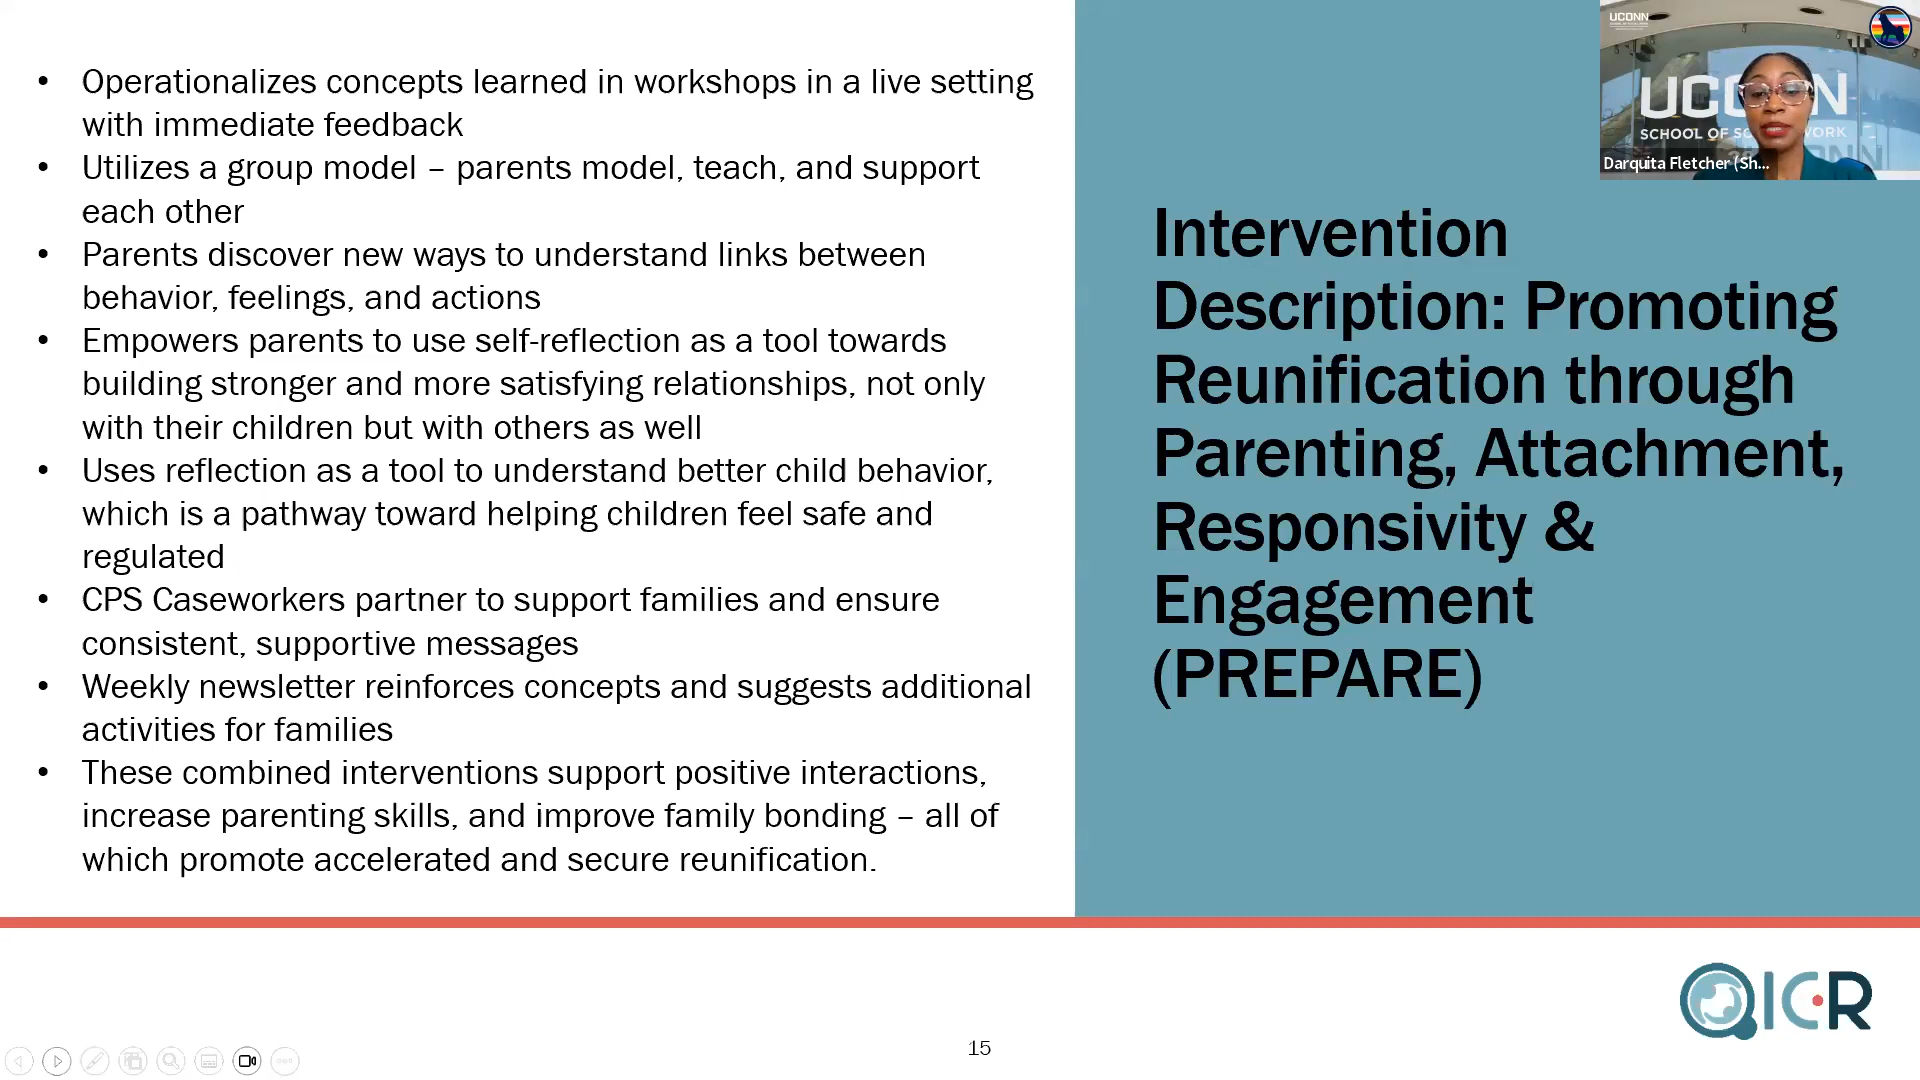 • Operationalizes concepts learned in workshops in a live setting
with immediate feedback
• Utilizes a group model – parents model, teach, and support
each other
• Parents discover new ways to understand links between
behavior, feelings, and actions
• Empowers parents to use self-reflection as a tool towards
building stronger and more satisfying relationships, not only
with their children but with others as well
• Uses reflection as a tool to understand better child behavior,
which is a pathway toward helping children feel safe and
regulated
• CPS Caseworkers partner to support families and ensure
consistent, supportive messages
• Weekly newsletter reinforces concepts and suggests additional
activities for families
• These combined interventions support positive interactions,
increase parenting skills, and improve family bonding – all of
which promote accelerated and secure reunification.
UCONN
Darquita Fletcher (Sh...
Intervention
Description: Promoting
Reunification through
Parenting, Attachment,
Responsivity &
Engagement
(PREPARE)
QIC-R
15